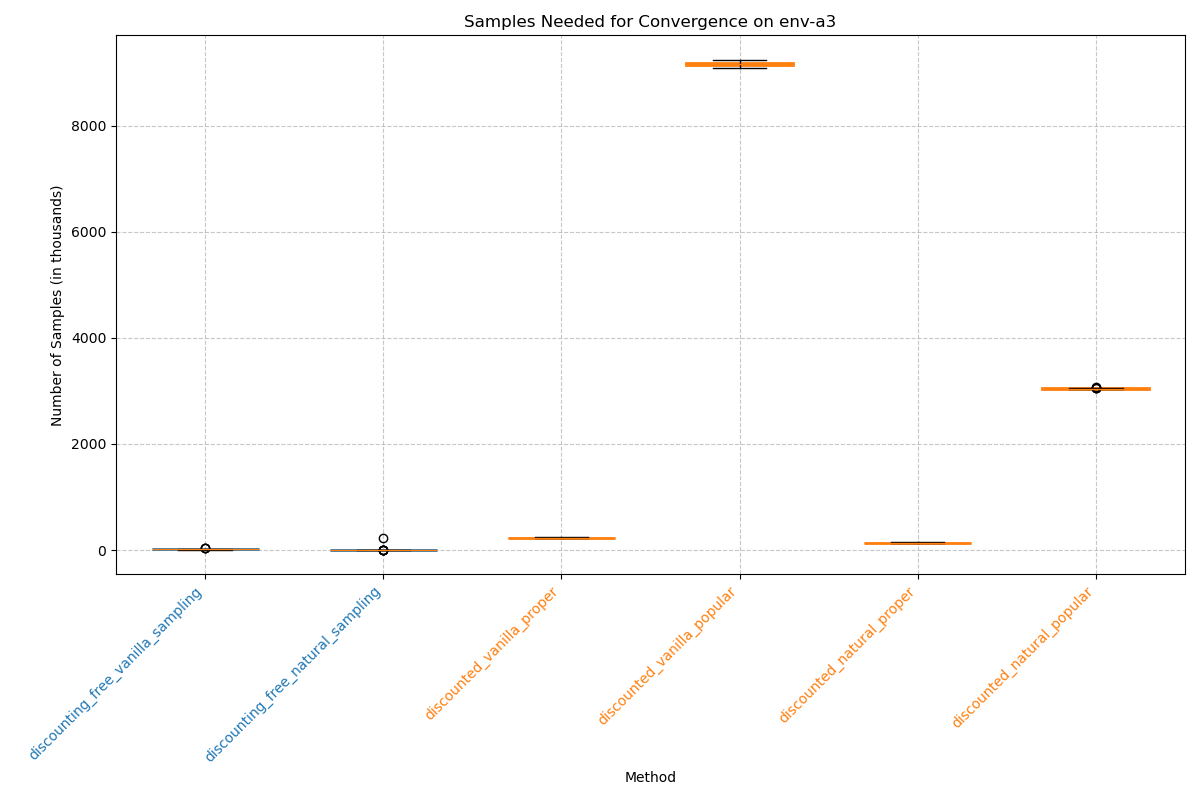 Samples Needed for Convergence on env-a3
Number of Samples (in thousands)
8000
6000
4000
2000
0
discounting_free_vanilla_sampling
discounting_free_natural_sampling
discounted_vanilla_proper
discounted_vanilla_popular
discounted_natural_proper
discounted_natural_popular
Method